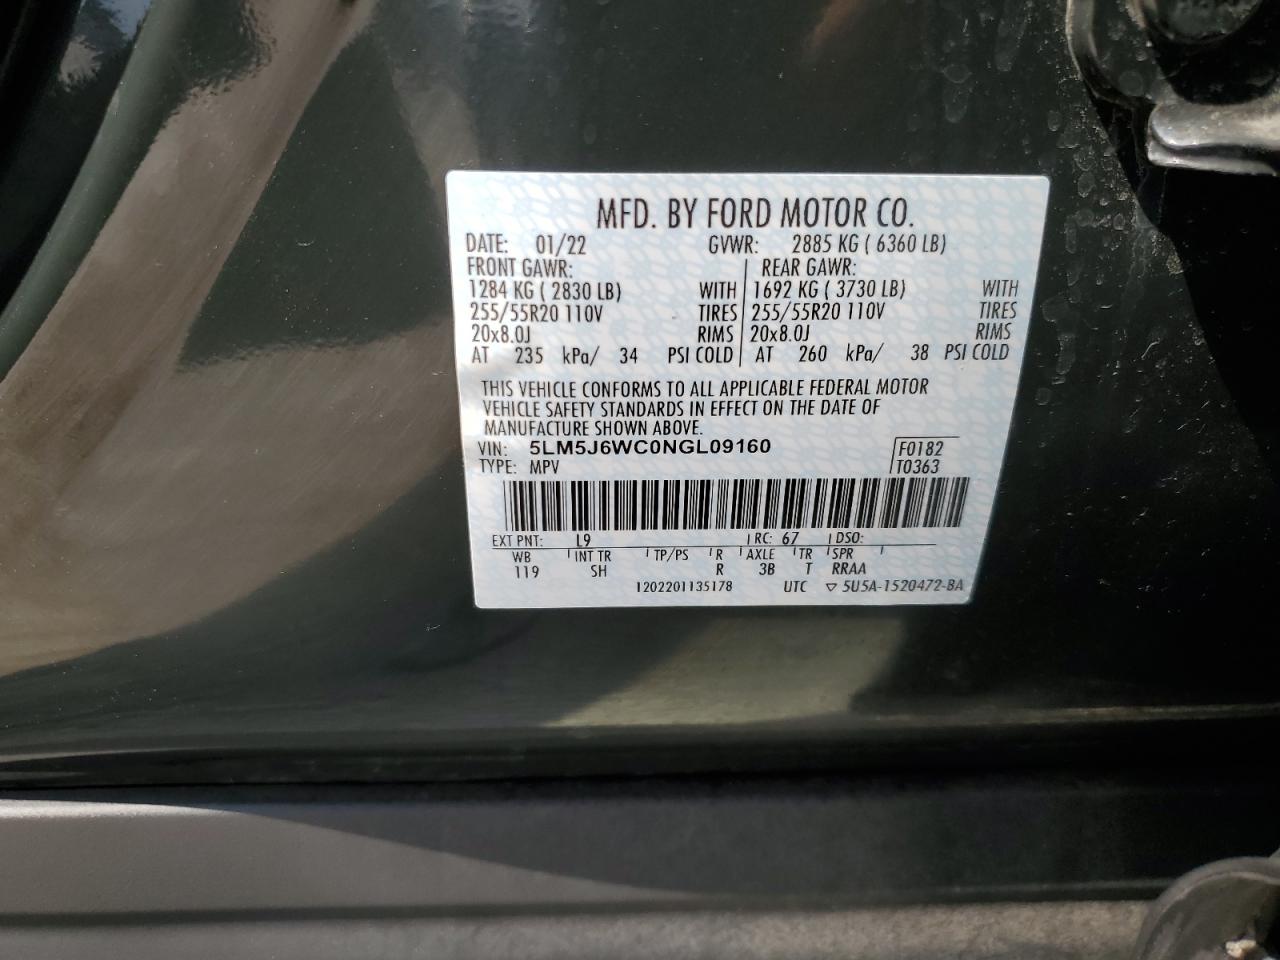 MFD. BY FORD MOTOR CO.
DATE: 01/22 GVWR: 2885 KG ( 6360 LB)
FRONT GAWR: REAR GAWR:
1284 KG ( 2830 LB) WITH 1692 KG ( 3730 LB) WITH
255/55R20 110V TIRES 255/55R20 110V TIRES
20x8.0J RIMS 20x8.0J RIMS
AT 235 kPa/ 34 PSI COLD AT 260 kPa/ 38 PSI COLD
THIS VEHICLE CONFORMS TO ALL APPLICABLE FEDERAL MOTOR
VEHICLE SAFETY STANDARDS IN EFFECT ON THE DATE OF
MANUFACTURE SHOWN ABOVE.
VIN: 5LM5J6WC0NGL09160 F0182
TYPE: MPV T0363
EXT PNT: L9 RC: 67 DSO:
WB INT TR TP/PS R AXLE TR SPR
119 SH R 3B T RRAA
1202201135178 UTC ▽ 5U5A-1520472-BA